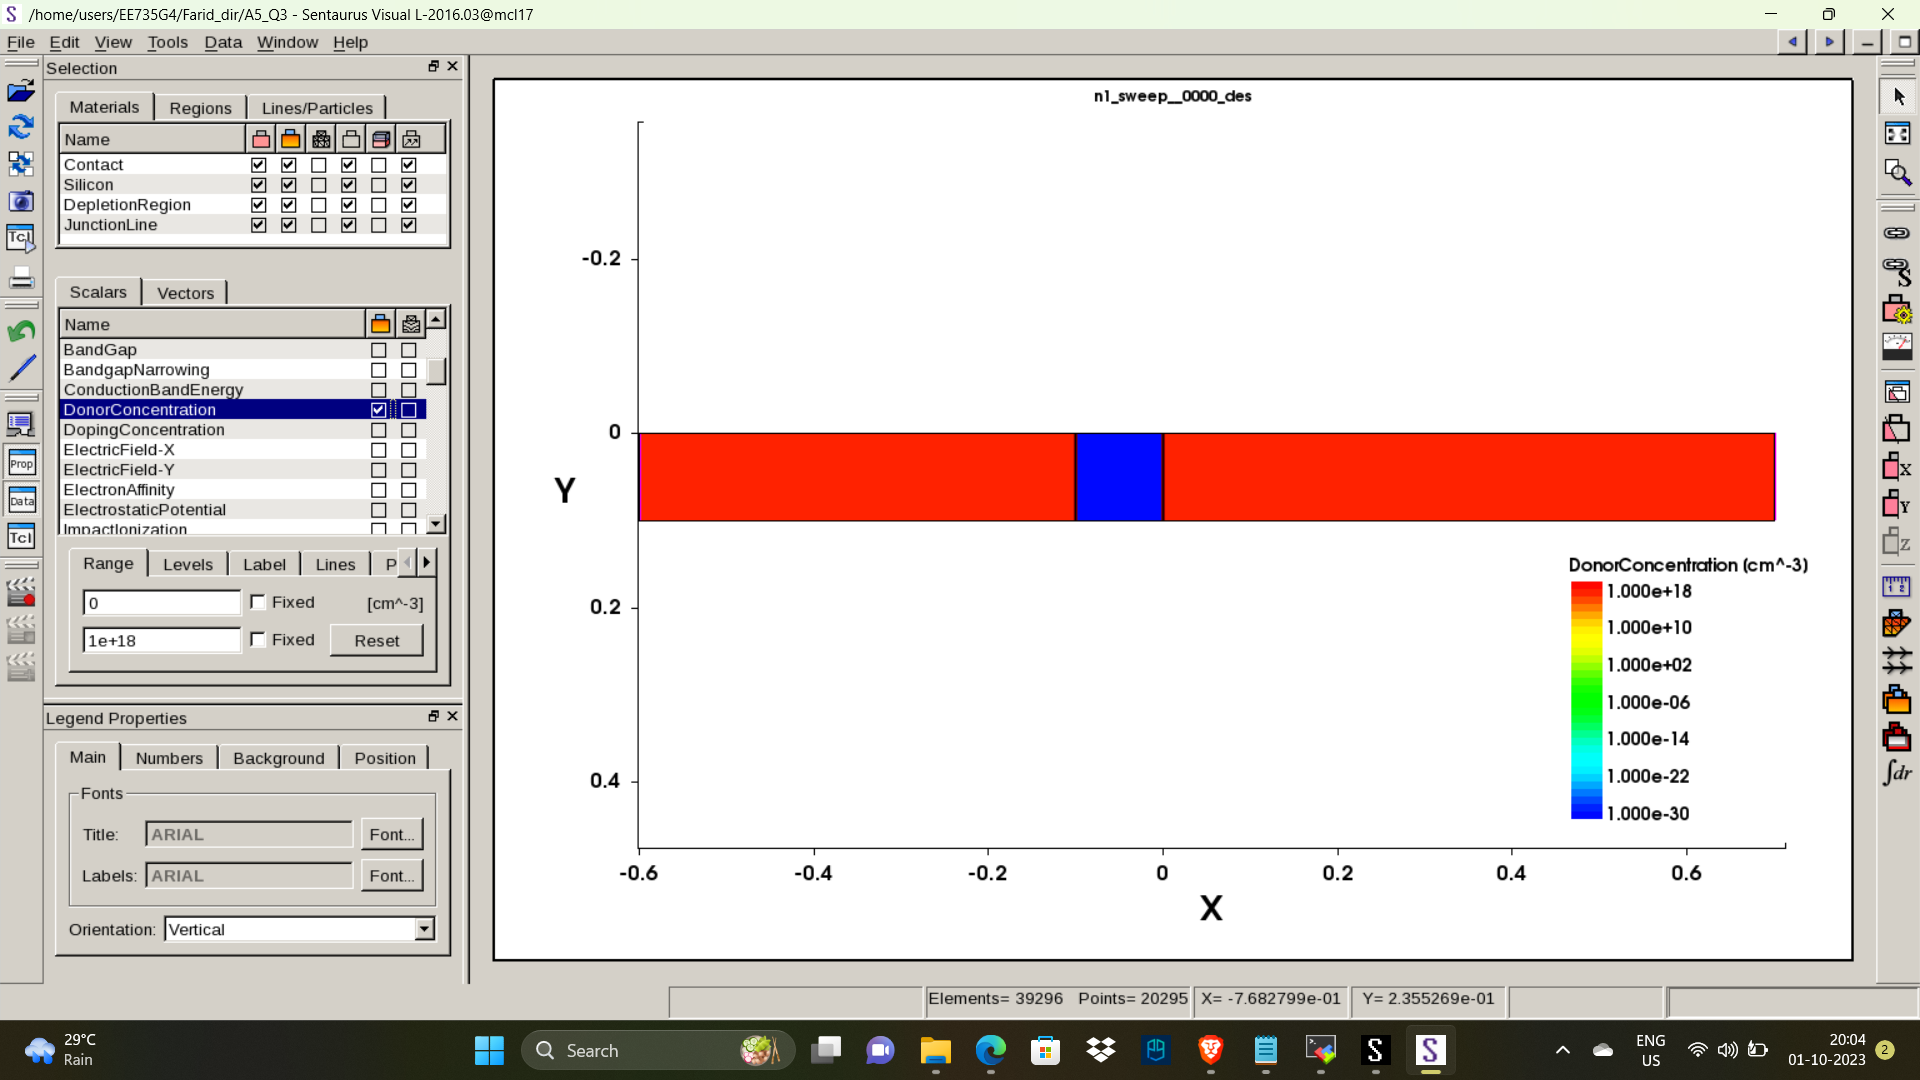 /home/users/EE735G4/Farid_dir/A5_Q3 - Sentaurus Visual L-2016.03@mcl17
File Edit View Tools Data Window Help
Selection
Materials Regions Lines/Particles
Name
Contact
Silicon
DepletionRegion
JunctionLine
Scalars Vectors
Name
BandGap
BandgapNarrowing
ConductionBandEnergy
DonorConcentration
DopingConcentration
ElectricField-X
ElectricField-Y
ElectronAffinity
ElectrostaticPotential
ImpactIonization
Range Levels Label Lines P
0 Fixed [cm^-3]
1e+18 Fixed Reset
Legend Properties
Main Numbers Background Position
Fonts
Title: ARIAL Font...
Labels: ARIAL Font...
Orientation: Vertical
Tcl
Prop
Data
Tcl
n1_sweep__0000_des
-0.2
0
0.2
0.4
Y
-0.6 -0.4 -0.2 0 0.2 0.4 0.6
X
DonorConcentration (cm^-3)
1.000e+18
1.000e+10
1.000e+02
1.000e-06
1.000e-14
1.000e-22
1.000e-30
S
X
Y
Z
1 2
∫dr
Elements= 39296 Points= 20295 X= -7.682799e-01 Y= 2.355269e-01
29°C
Rain
Search
ENG
US
20:04
01-10-2023
2